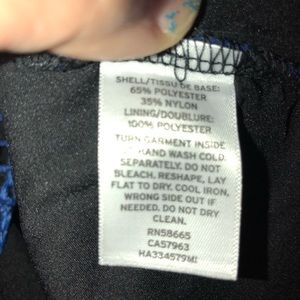 SHELL/TISSU DE BASE:
65% POLYESTER
35% NYLON
LINING/DOUBLURE:
100% POLYESTER
TURN GARMENT INSIDE
HAND WASH COLD.
SEPARATELY. DO NOT
BLEACH. RESHAPE, LAY
FLAT TO DRY. COOL IRON,
WRONG SIDE OUT IF
NEEDED. DO NOT DRY
CLEAN.
RN58665
CA57963
HA334579MI